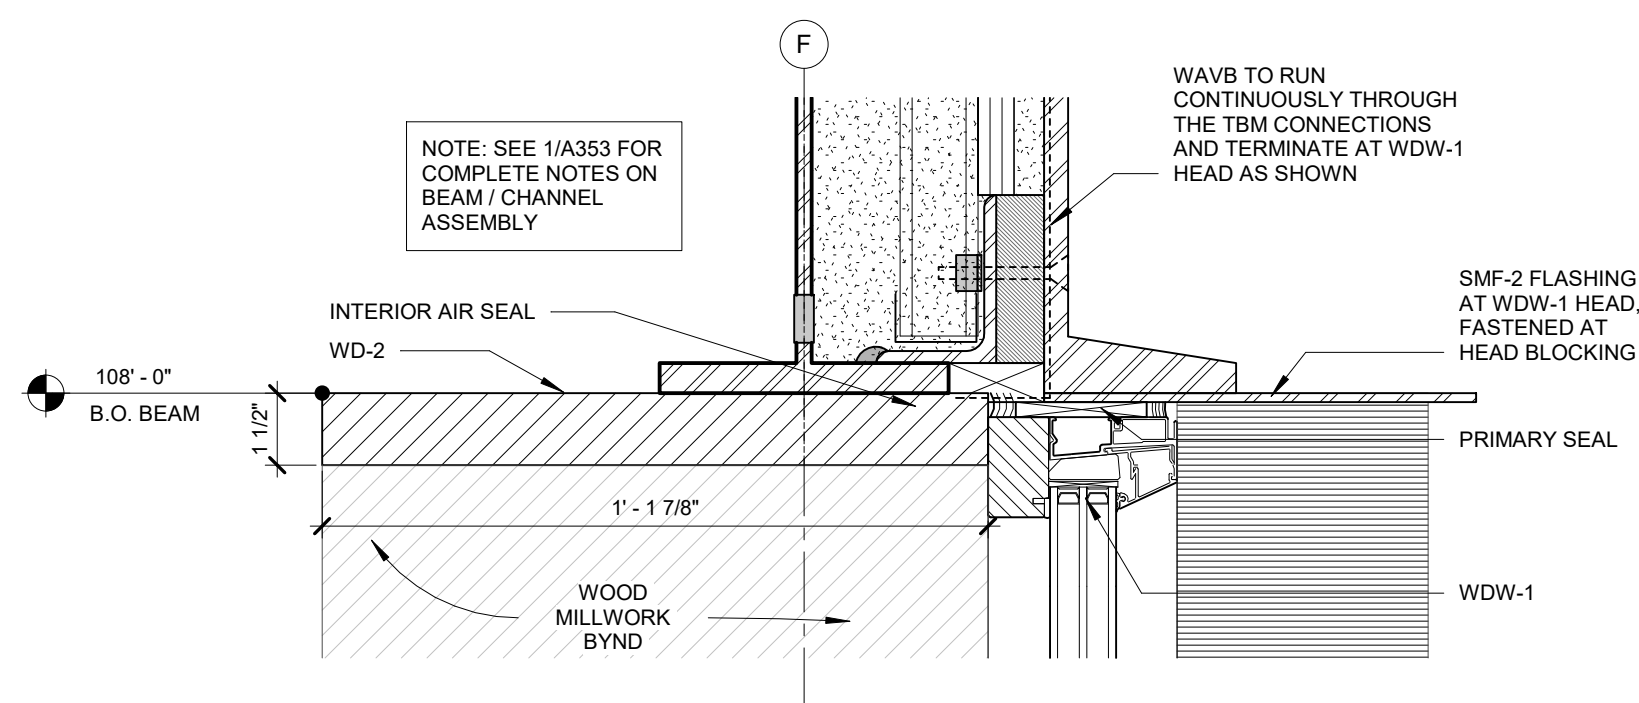 F
WAVB TO RUN
CONTINUOUSLY THROUGH
THE TBM CONNECTIONS
AND TERMINATE AT WDW-1
HEAD AS SHOWN
NOTE: SEE 1/A353 FOR
COMPLETE NOTES ON
BEAM / CHANNEL
ASSEMBLY
SMF-2 FLASHING
AT WDW-1 HEAD,
FASTENED AT
HEAD BLOCKING
INTERIOR AIR SEAL
WD-2
108' - 0"
B.O. BEAM
1 1/2"
PRIMARY SEAL
1' - 1 7/8"
WOOD
MILLWORK
BYND
WDW-1